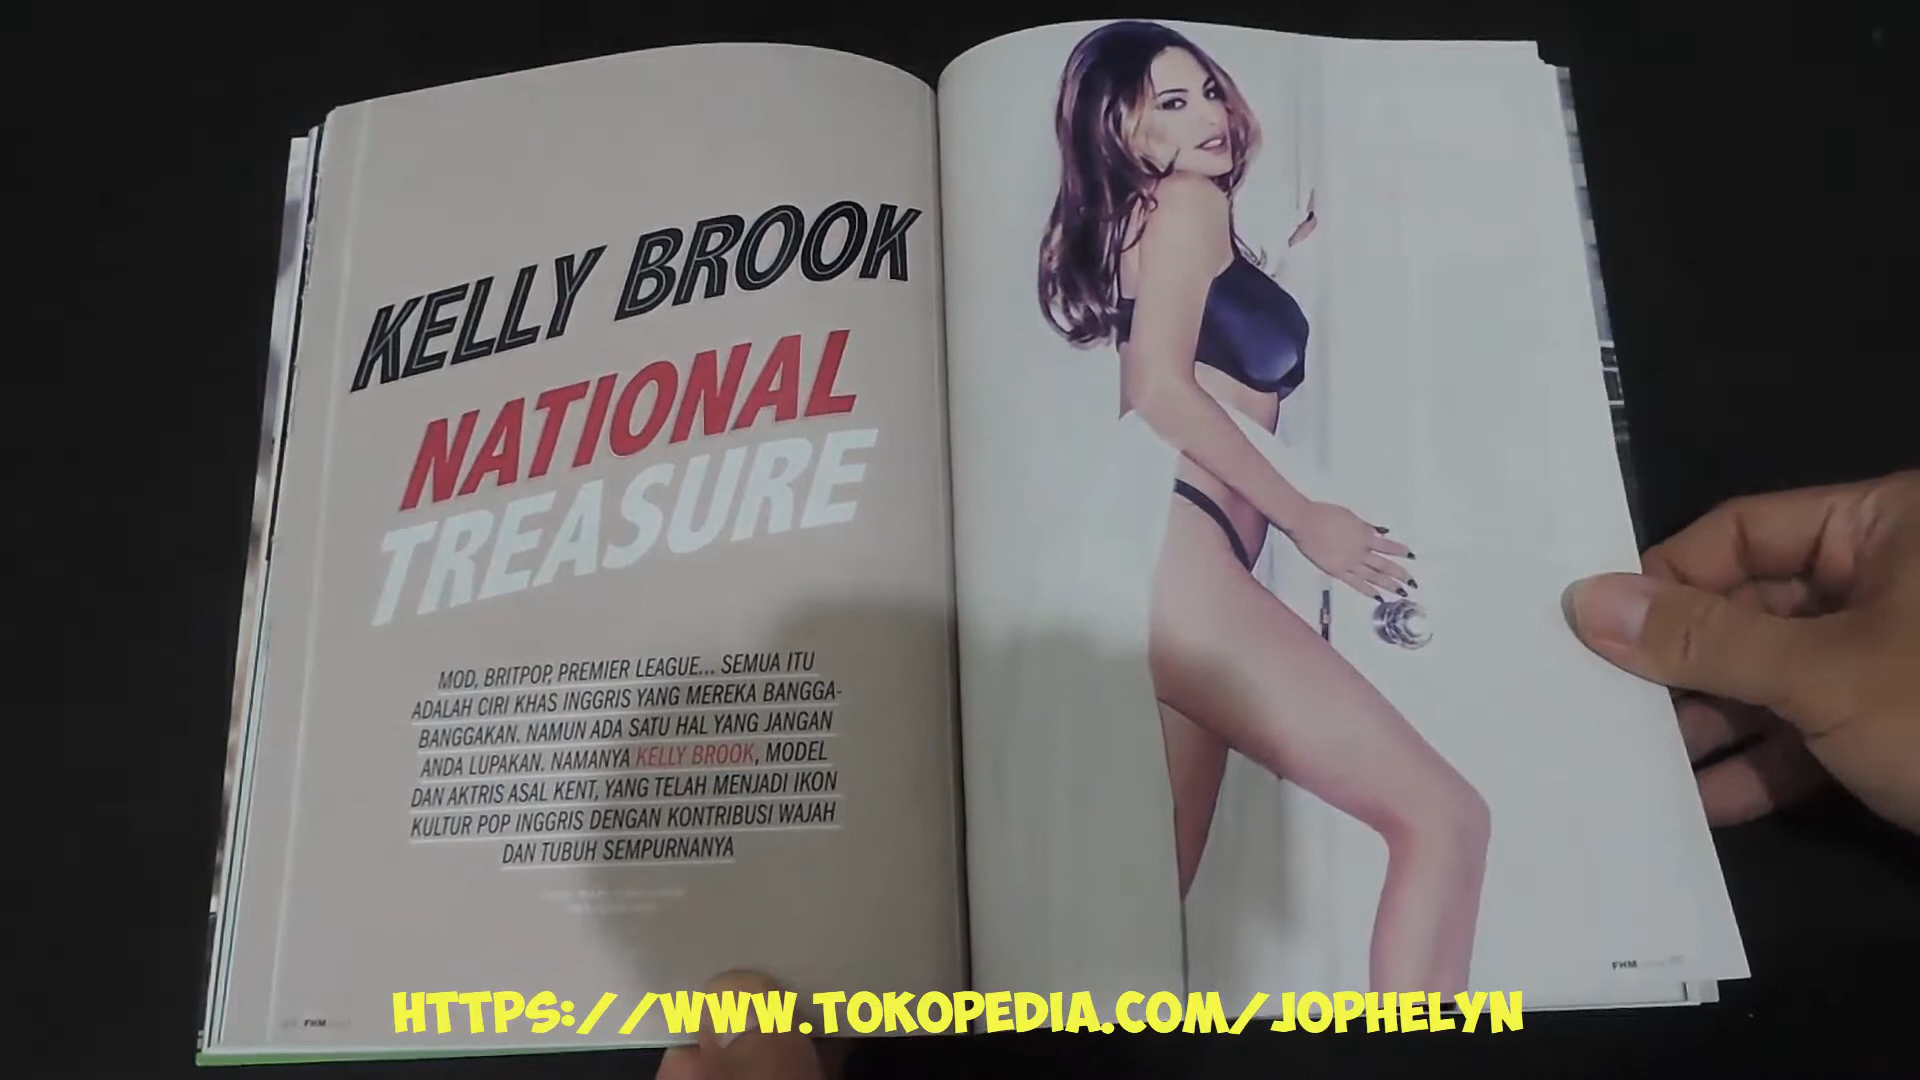 KELLY BROOK
NATIONAL
TREASURE
MOD, BRITPOP, PREMIER LEAGUE... SEMUA ITU
ADALAH CIRI KHAS INGGRIS YANG MEREKA BANGGA-
BANGGAKAN. NAMUN ADA SATU HAL YANG JANGAN
ANDA LUPAKAN. NAMANYA KELLY BROOK, MODEL
DAN AKTRIS ASAL KENT, YANG TELAH MENJADI IKON
KULTUR POP INGGRIS DENGAN KONTRIBUSI WAJAH
DAN TUBUH SEMPURNANYA
FHM
FHM
HTTPS://WWW.TOKOPEDIA.COM/JOPHELYN